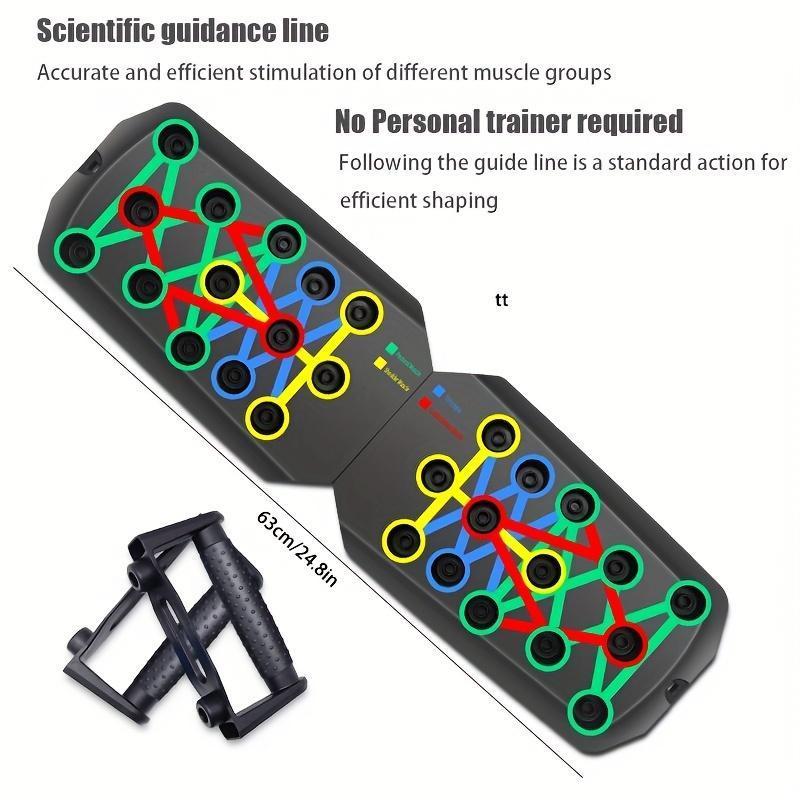 Scientific guidance line
Accurate and efficient stimulation of different muscle groups
No Personal trainer required
Following the guide line is a standard action for
efficient shaping
tt
63cm/24.8in